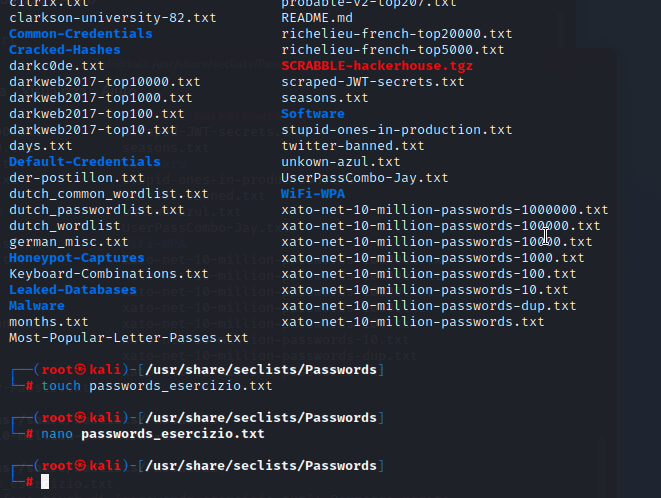 citrix.txt probable-v2-top207.txt
clarkson-university-82.txt README.md
Common-Credentials richelieu-french-top20000.txt
Cracked-Hashes richelieu-french-top5000.txt
darkc0de.txt SCRABBLE-hackerhouse.tgz
darkweb2017-top10000.txt scraped-JWT-secrets.txt
darkweb2017-top1000.txt seasons.txt
darkweb2017-top100.txt Software
darkweb2017-top10.txt stupid-ones-in-production.txt
days.txt twitter-banned.txt
Default-Credentials unkown-azul.txt
der-postillon.txt UserPassCombo-Jay.txt
dutch_common_wordlist.txt WiFi-WPA
dutch_passwordlist.txt xato-net-10-million-passwords-1000000.txt
dutch_wordlist xato-net-10-million-passwords-100000.txt
german_misc.txt xato-net-10-million-passwords-10000.txt
Honeypot-Captures xato-net-10-million-passwords-1000.txt
Keyboard-Combinations.txt xato-net-10-million-passwords-100.txt
Leaked-Databases xato-net-10-million-passwords-10.txt
Malware xato-net-10-million-passwords-dup.txt
months.txt xato-net-10-million-passwords.txt
Most-Popular-Letter-Passes.txt
┌──(root㉿kali)-[/usr/share/seclists/Passwords]
└─# touch passwords_esercizio.txt
┌──(root㉿kali)-[/usr/share/seclists/Passwords]
└─# nano passwords_esercizio.txt
┌──(root㉿kali)-[/usr/share/seclists/Passwords]
└─#